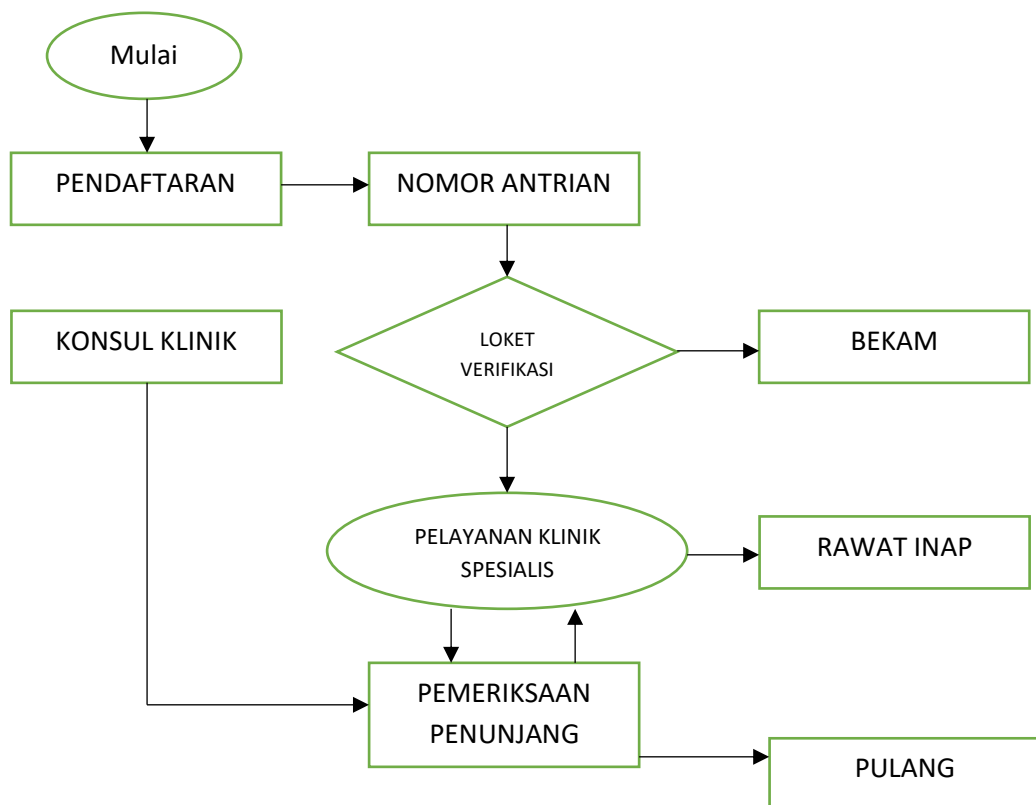 Mulai
PENDAFTARAN
NOMOR ANTRIAN
KONSUL KLINIK
LOKET
VERIFIKASI
BEKAM
PELAYANAN KLINIK
SPESIALIS
RAWAT INAP
PEMERIKSAAN
PENUNJANG
PULANG